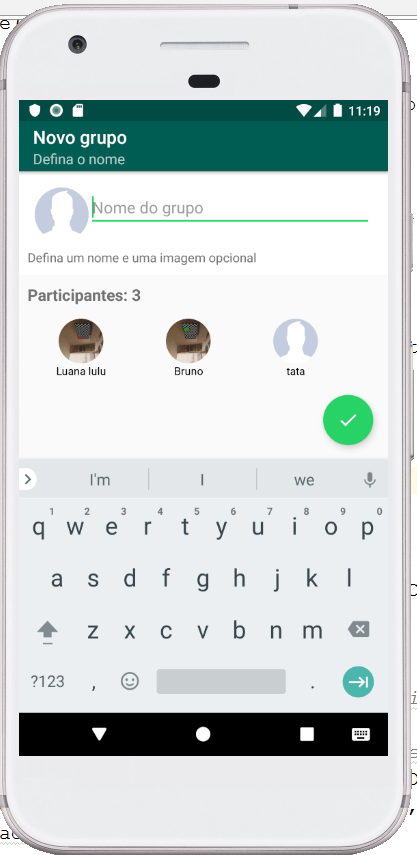 11:19
Novo grupo
Defina o nome
Nome do grupo
Defina um nome e uma imagem opcional
Participantes: 3
Luana lulu Bruno tata
I'm I we
1 2 3 4 5 6 7 8 9 0
q w e r t y u i o p
a s d f g h j k l
z x c v b n m
?123 , .